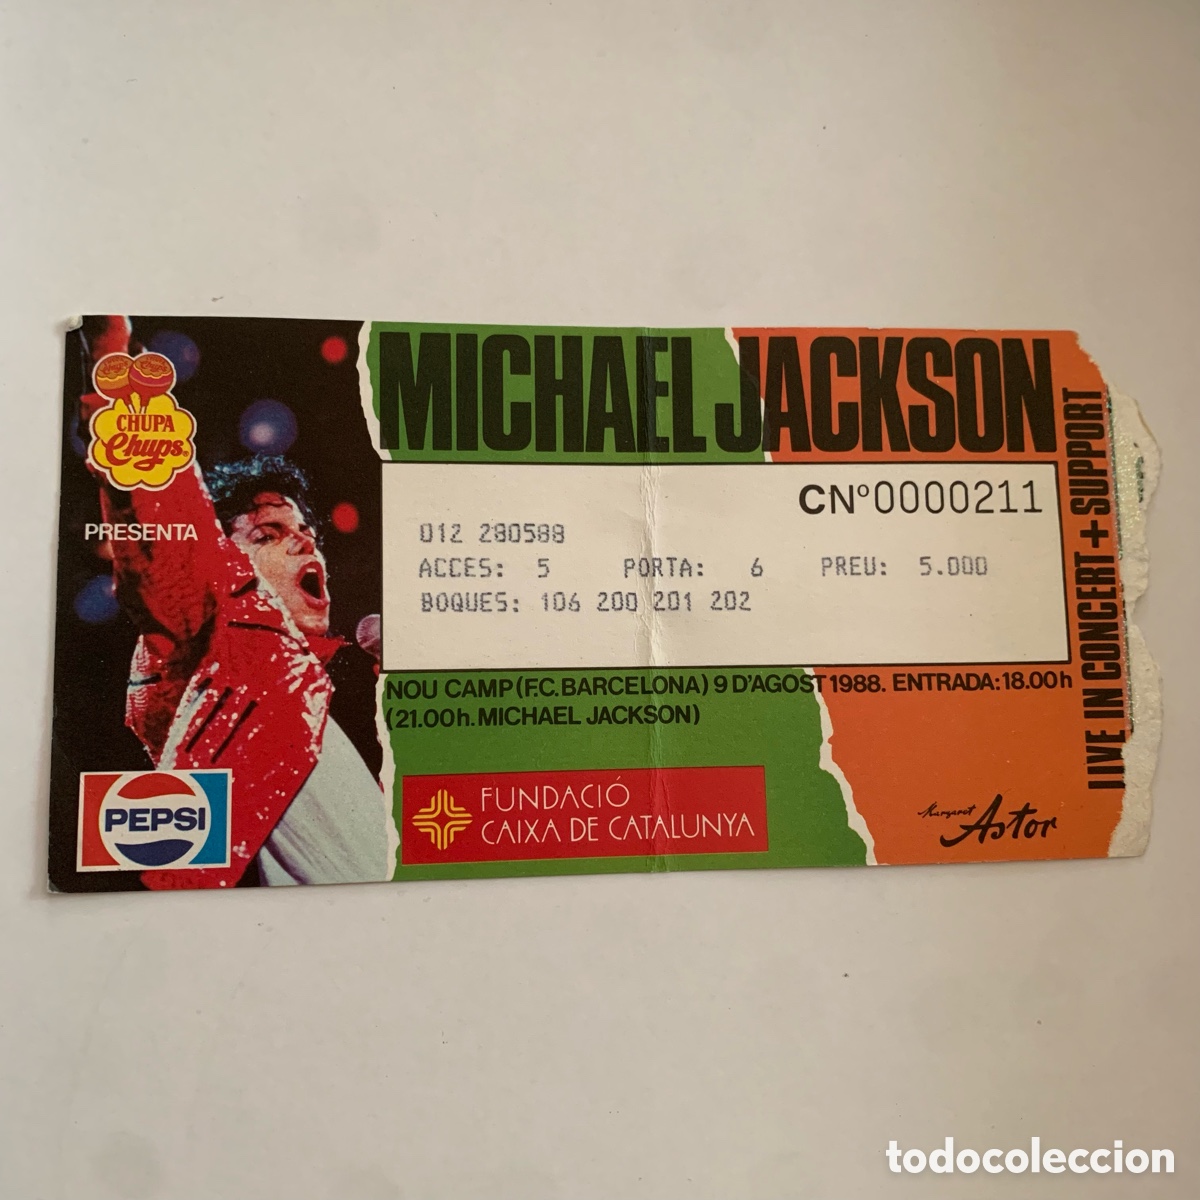 CHUPA
Chups
PRESENTA
PEPSI
MICHAEL JACKSON
CNº0000211
012 280588
ACCES: 5 PORTA: 6 PREU: 5.000
BOQUES: 106 200 201 202
NOU CAMP (F.C. BARCELONA) 9 D'AGOST 1988. ENTRADA: 18.00h
(21.00h. MICHAEL JACKSON)
FUNDACIÓ
CAIXA DE CATALUNYA
Margaret
Astor
LIVE IN CONCERT + SUPPORT
todocoleccion